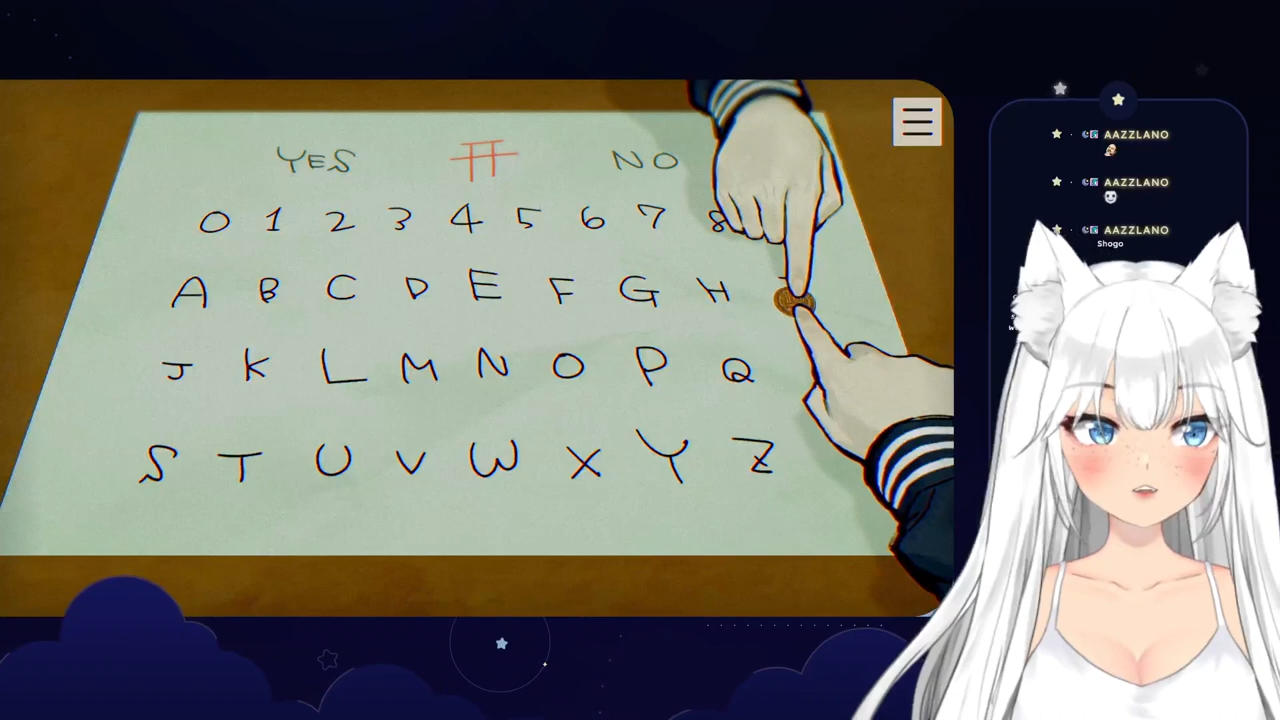 YES NO
0 1 2 3 4 5 6 7 8
A B C D E F G H
J K L M N O P Q
S T U V W X Y Z
AAZZLANO
AAZZLANO
AAZZLANO
Shogo